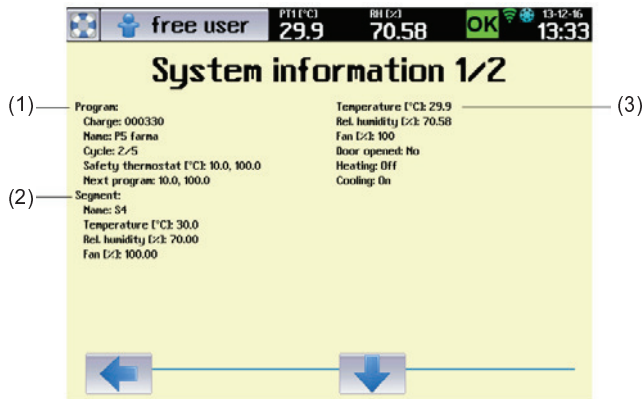 free user PT1 [°C] 29.9 RH [%] 70.58 OK 13-12-16 13:33
System information 1/2
(1)
Program:
Charge: 000330
Name: P5 farma
Cycle: 2/5
Safety thermostat [°C]: 10.0, 100.0
Next program: 10.0, 100.0
(2)
Segment:
Name: S4
Temperature [°C]: 30.0
Rel. humidity [%]: 70.00
Fan [%]: 100.00
Temperature [°C]: 29.9
(3)
Rel. humidity [%]: 70.58
Fan [%]: 100
Door opened: No
Heating: Off
Cooling: On